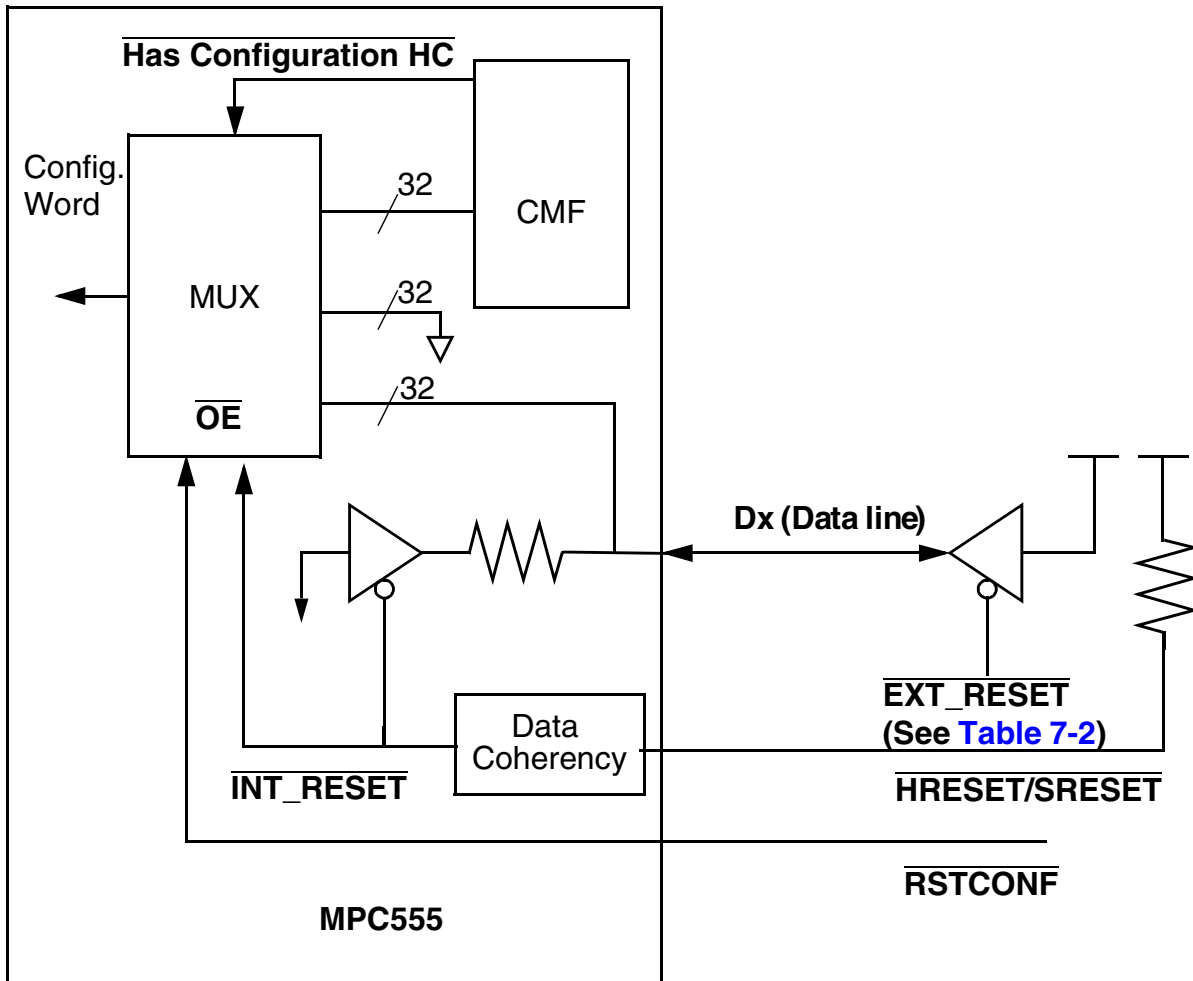 Has Configuration HC
Config.
Word
32
CMF
MUX
32
32
OE
Dx (Data line)
EXT_RESET
(See Table 7-2)
Data
Coherency
INT_RESET
HRESET/SRESET
RSTCONF
MPC555